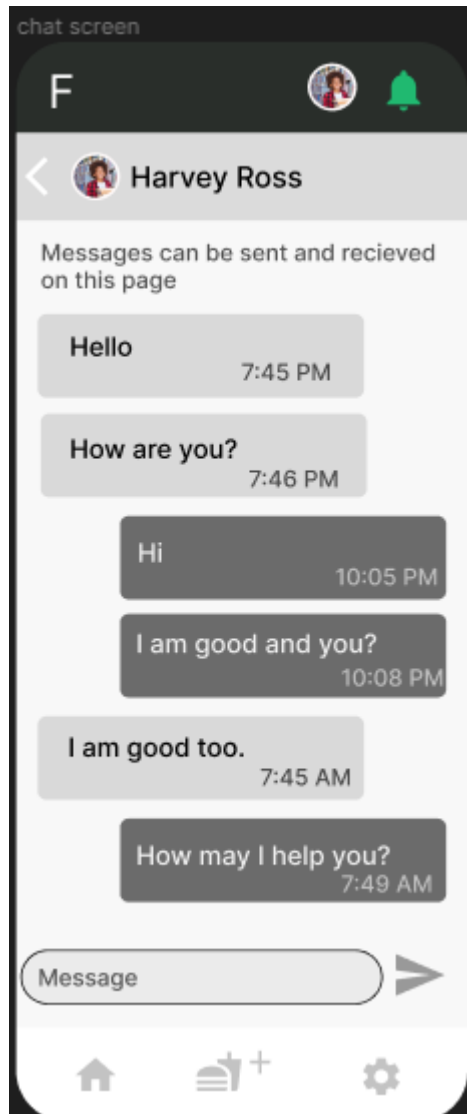 chat screen
F
Harvey Ross
Messages can be sent and recieved
on this page
Hello
7:45 PM
How are you?
7:46 PM
Hi
10:05 PM
I am good and you?
10:08 PM
I am good too.
7:45 AM
How may I help you?
7:49 AM
Message